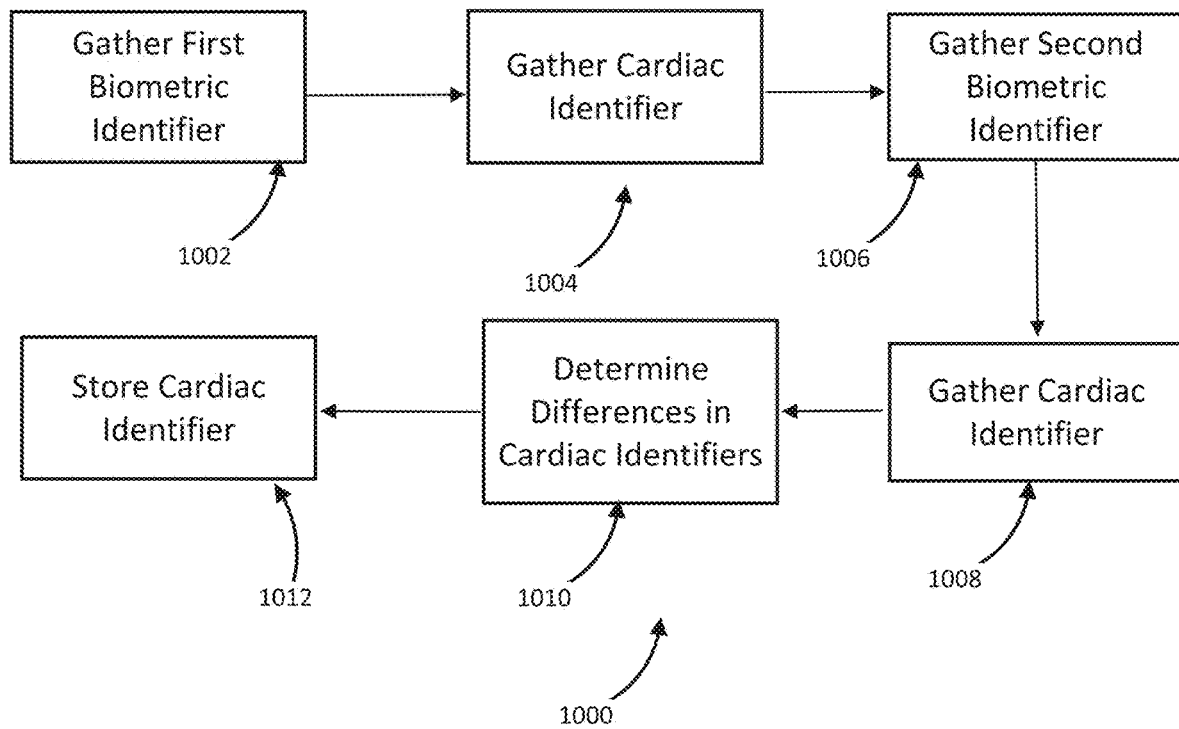 Gather First
Biometric
Identifier
1002
Gather Cardiac
Identifier
1004
Gather Second
Biometric
Identifier
1006
Gather Cardiac
Identifier
1008
Determine
Differences in
Cardiac Identifiers
1010
Store Cardiac
Identifier
1012
1000